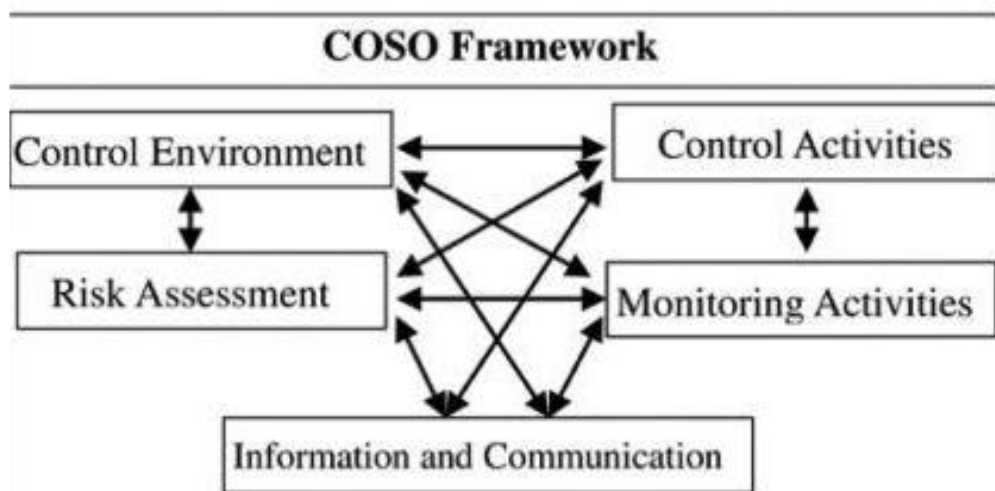 COSO Framework
Control Environment
Control Activities
Risk Assessment
Monitoring Activities
Information and Communication